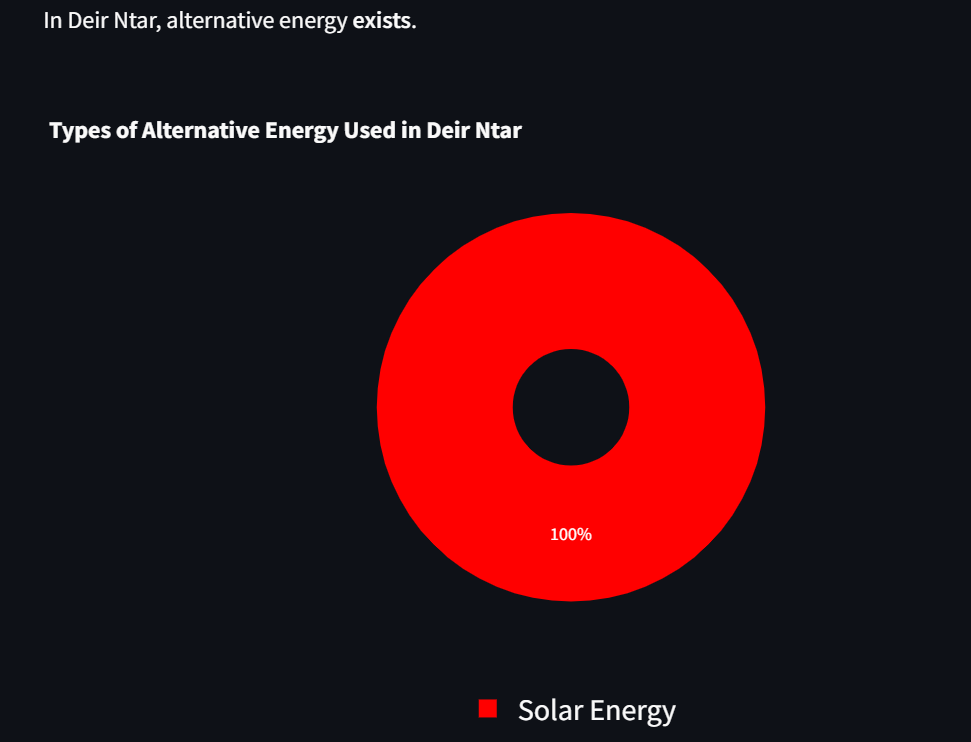 In Deir Ntar, alternative energy exists.
Types of Alternative Energy Used in Deir Ntar
100%
Solar Energy